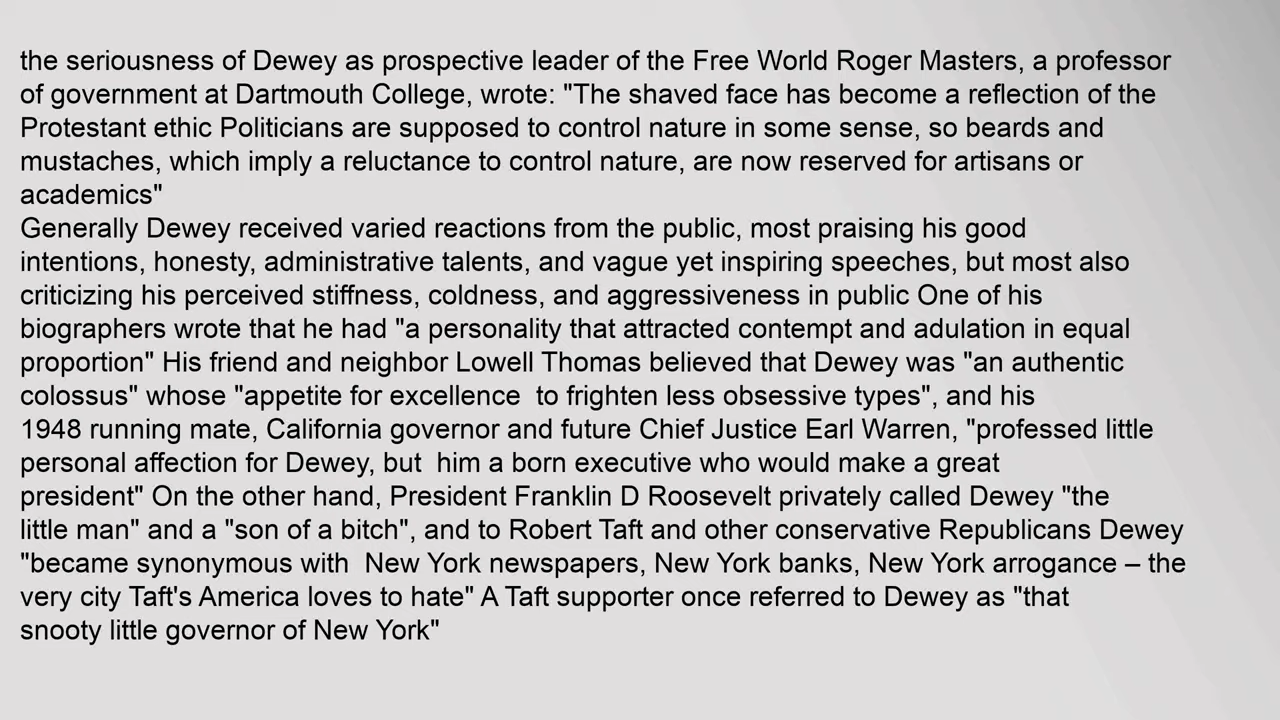 the seriousness of Dewey as prospective leader of the Free World Roger Masters, a professor
of government at Dartmouth College, wrote: "The shaved face has become a reflection of the
Protestant ethic Politicians are supposed to control nature in some sense, so beards and
mustaches, which imply a reluctance to control nature, are now reserved for artisans or
academics"
Generally Dewey received varied reactions from the public, most praising his good
intentions, honesty, administrative talents, and vague yet inspiring speeches, but most also
criticizing his perceived stiffness, coldness, and aggressiveness in public One of his
biographers wrote that he had "a personality that attracted contempt and adulation in equal
proportion" His friend and neighbor Lowell Thomas believed that Dewey was "an authentic
colossus" whose "appetite for excellence  to frighten less obsessive types", and his
1948 running mate, California governor and future Chief Justice Earl Warren, "professed little
personal affection for Dewey, but  him a born executive who would make a great
president" On the other hand, President Franklin D Roosevelt privately called Dewey "the
little man" and a "son of a bitch", and to Robert Taft and other conservative Republicans Dewey
"became synonymous with  New York newspapers, New York banks, New York arrogance – the
very city Taft's America loves to hate" A Taft supporter once referred to Dewey as "that
snooty little governor of New York"